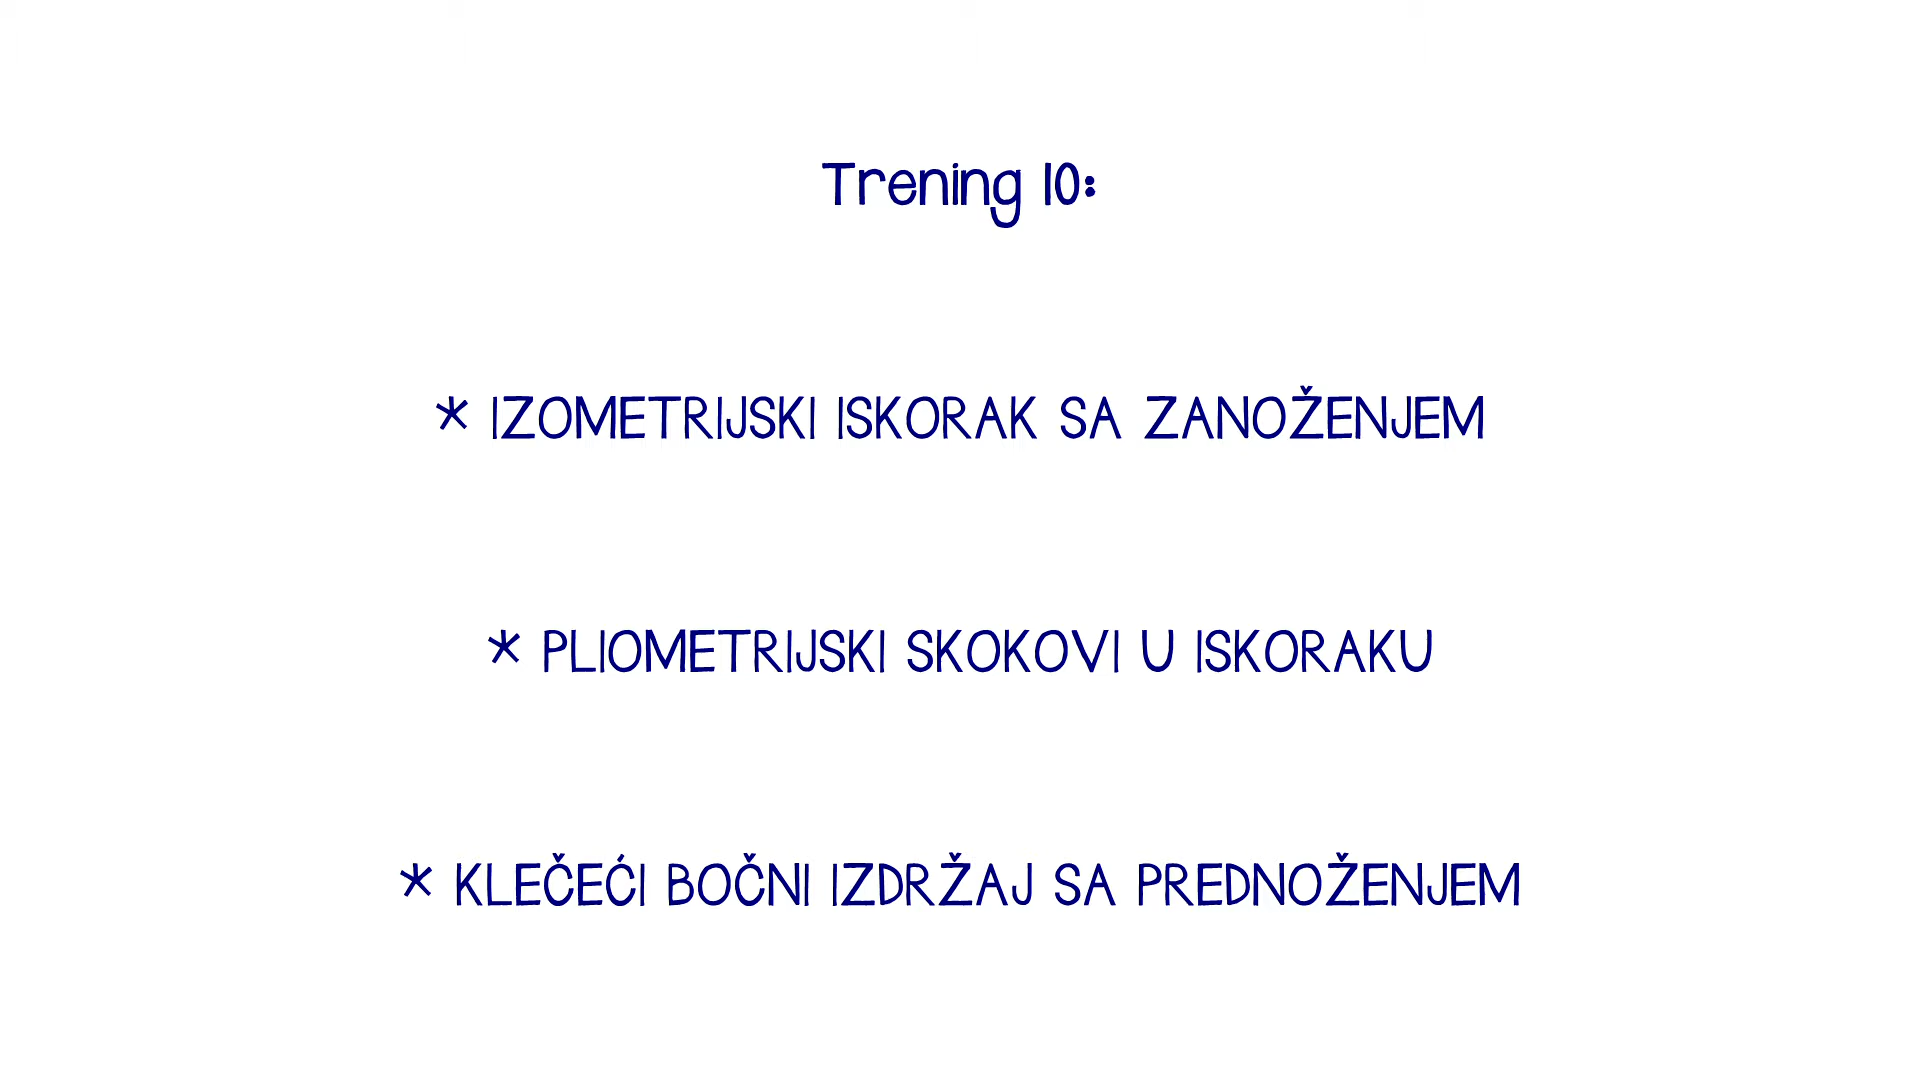 Trening 10:
* IZOMETRIJSKI ISKORAK SA ZANOŽENJEM
* PLIOMETRIJSKI SKOKOVI U ISKORAKU
* KLEČEĆI BOČNI IZDRŽAJ SA PREDNOŽENJEM